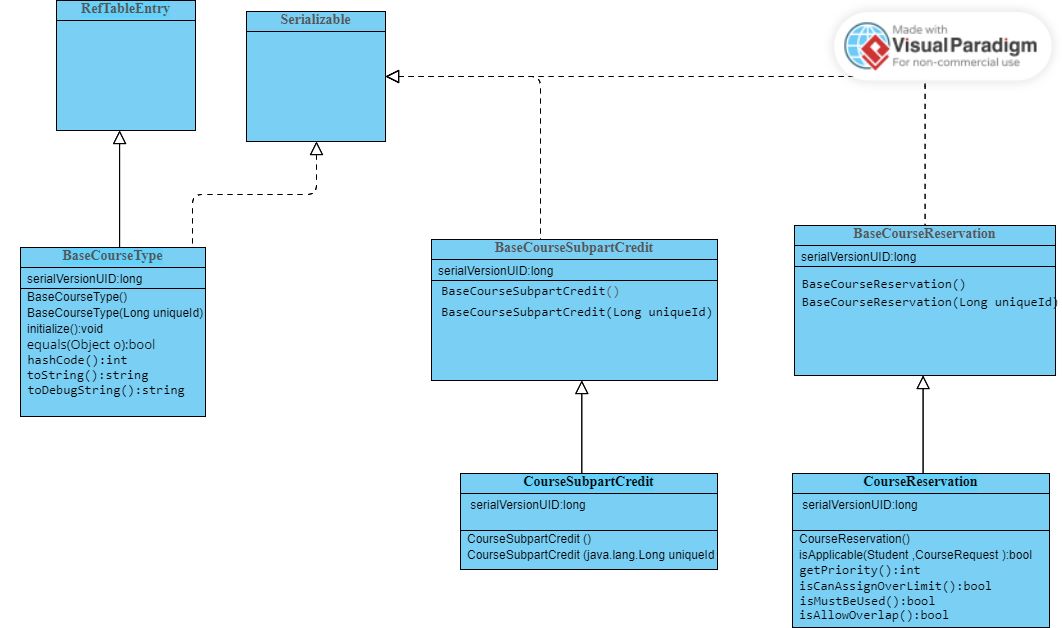 RefTableEntry
Serializable
Made with
Visual Paradigm
For non-commercial use
BaseCourseType
serialVersionUID:long
BaseCourseType()
BaseCourseType(Long uniqueId)
initialize():void
equals(Object o):bool
hashCode():int
toString():string
toDebugString():string
BaseCourseSubpartCredit
serialVersionUID:long
BaseCourseSubpartCredit()
BaseCourseSubpartCredit(Long uniqueId)
BaseCourseReservation
serialVersionUID:long
BaseCourseReservation()
BaseCourseReservation(Long uniqueId)
CourseSubpartCredit
serialVersionUID:long
CourseSubpartCredit ()
CourseSubpartCredit (java.lang.Long uniqueId
CourseReservation
serialVersionUID:long
CourseReservation()
isApplicable(Student ,CourseRequest ):bool
getPriority():int
isCanAssignOverLimit():bool
isMustBeUsed():bool
isAllowOverlap():bool